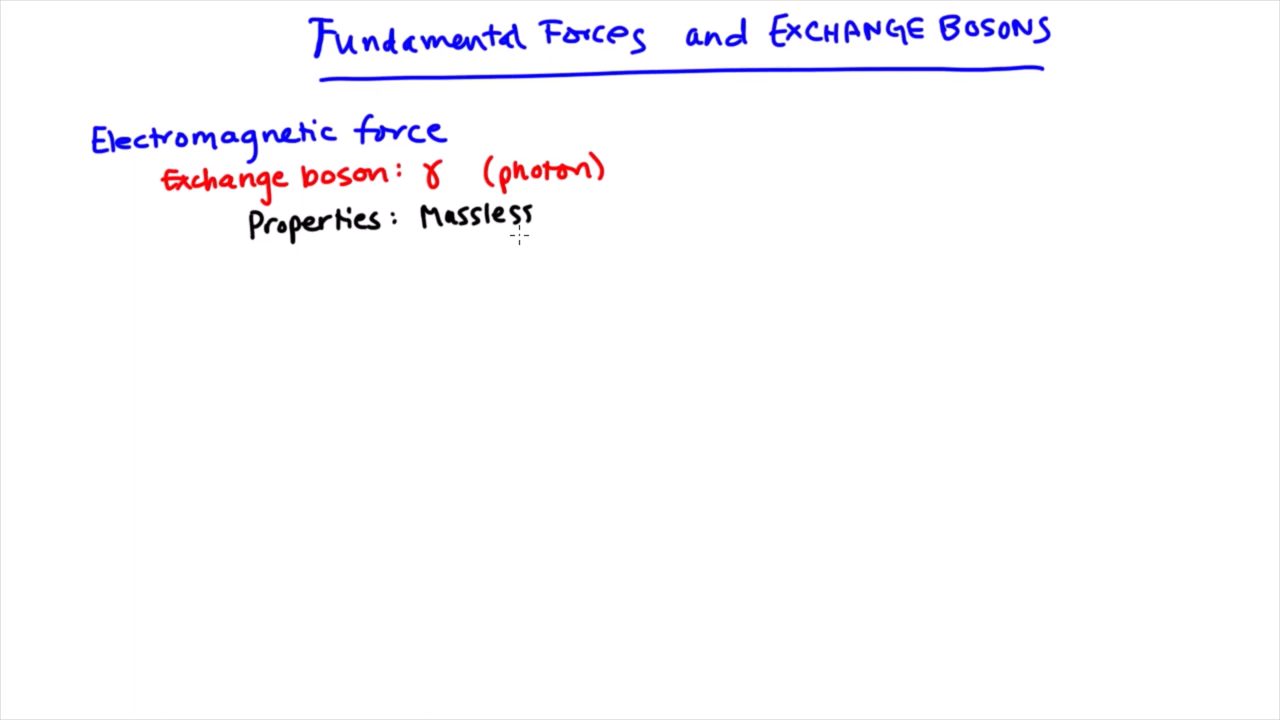 Fundamental Forces and EXCHANGE BOSONS
Electromagnetic force
Exchange boson: γ (photon)
Properties: Massless